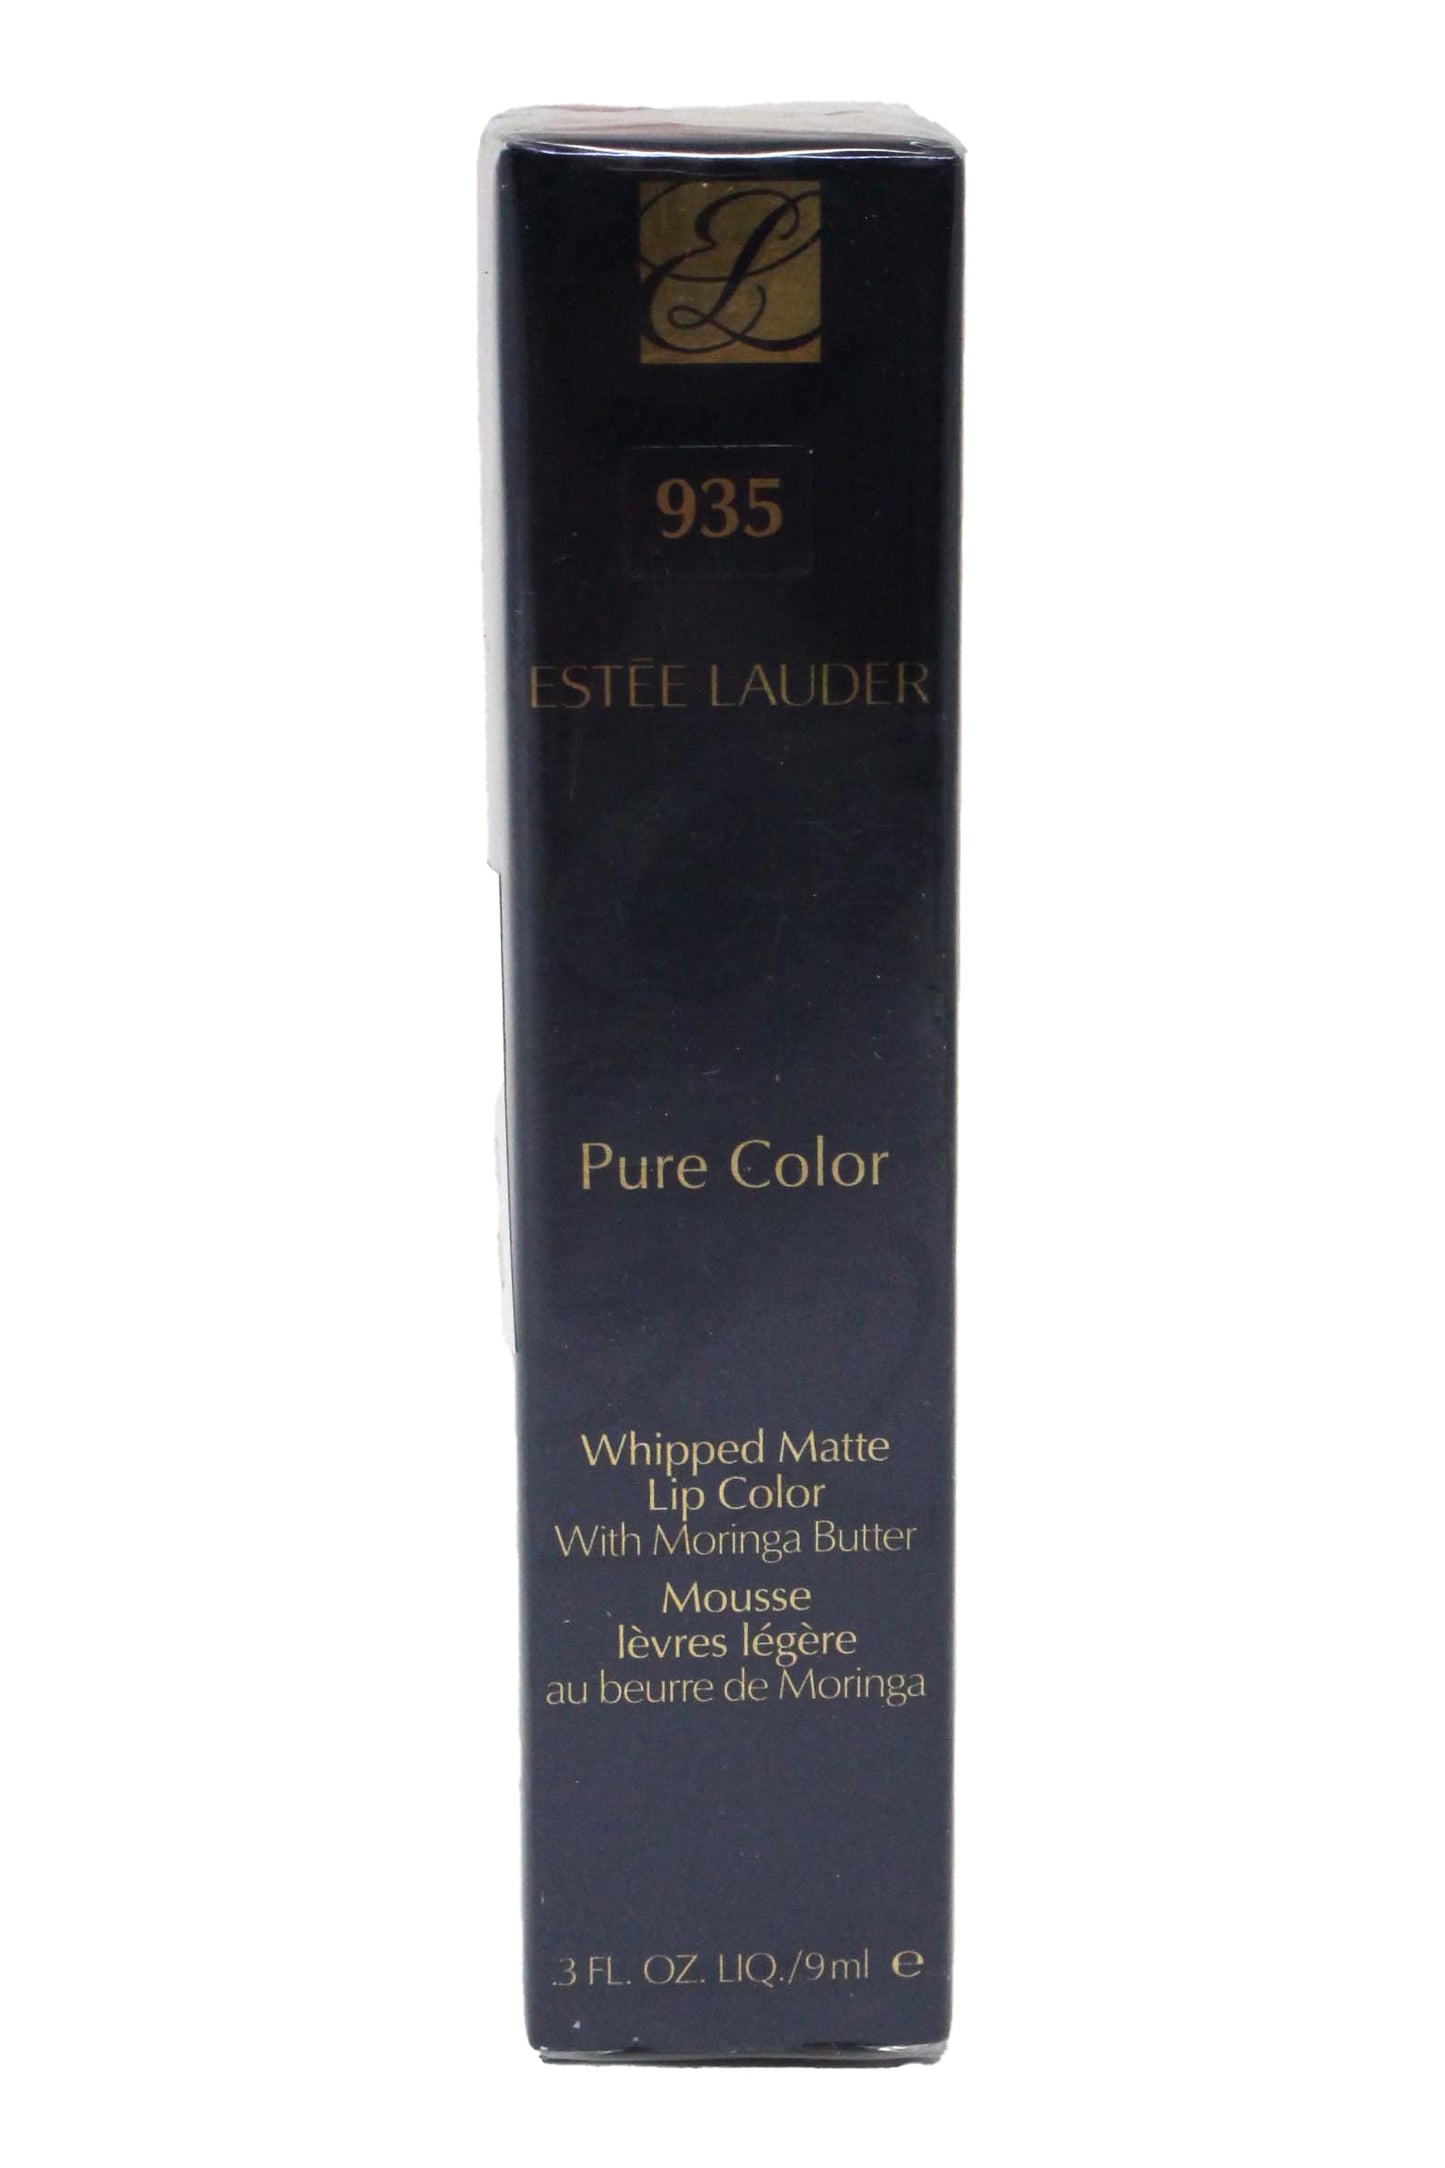 EL
935
ESTĒE LAUDER
Pure Color
Whipped Matte
Lip Color
With Moringa Butter
Mousse
lèvres légère
au beurre de Moringa
.3 FL. OZ. LIQ./9ml ℮